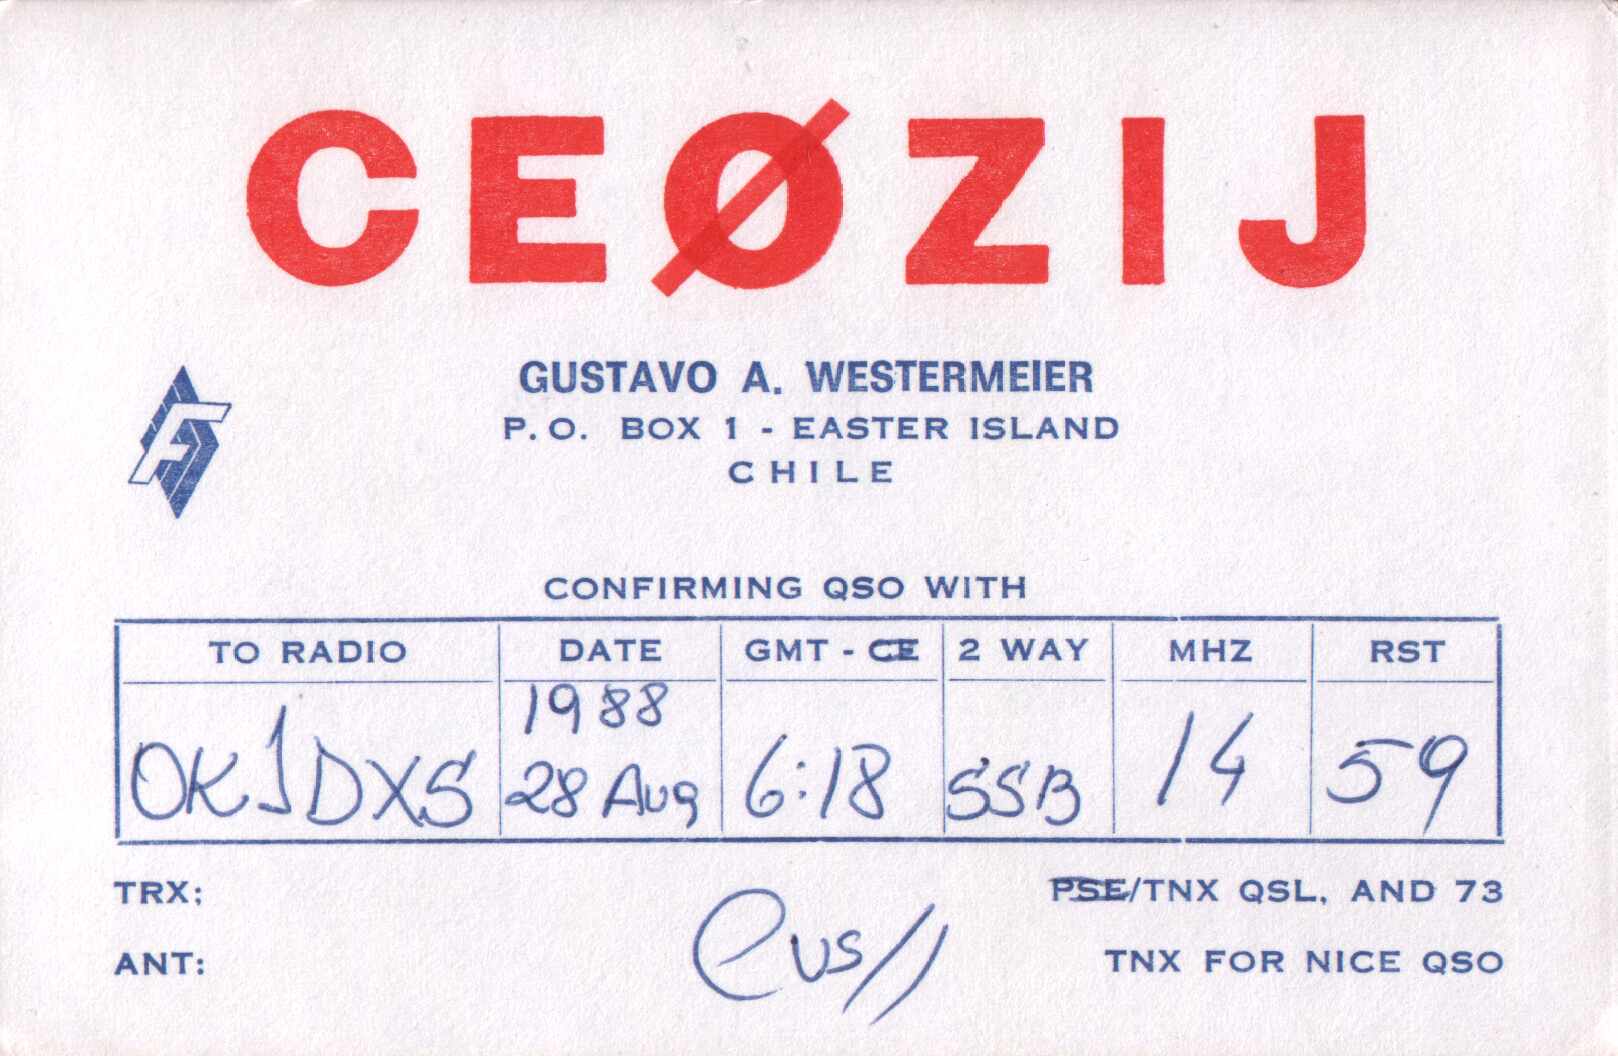 CEØZIJ
GUSTAVO A. WESTERMEIER
P.O. BOX 1 - EASTER ISLAND
CHILE
F
CONFIRMING QSO WITH
TO RADIO DATE GMT - CE 2 WAY MHZ RST
1988
OK1DXS 28 Aug 6:18 SSB 14 59
TRX: PSE/TNX QSL, AND 73
Gus//
ANT: TNX FOR NICE QSO